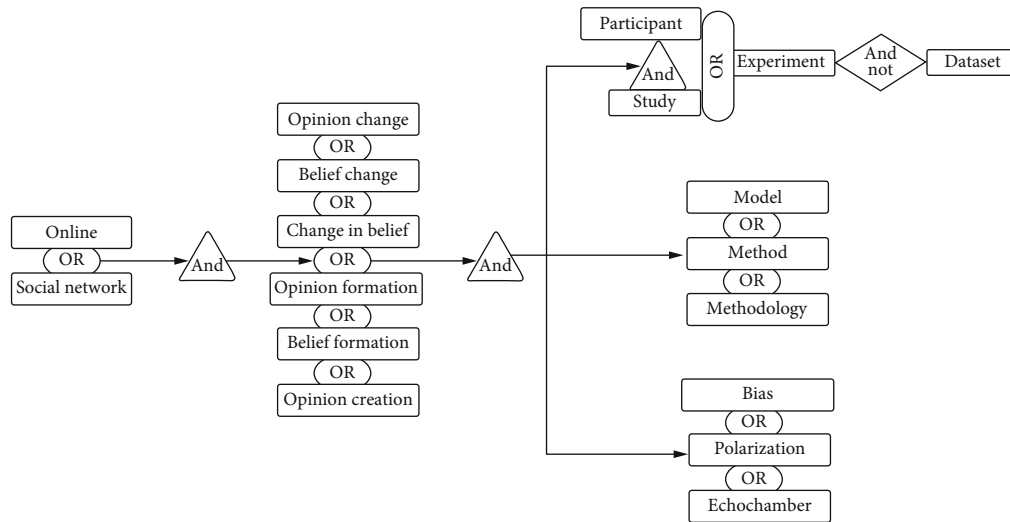 Online
OR
Social network
And
Opinion change
OR
Belief change
OR
Change in belief
OR
Opinion formation
OR
Belief formation
OR
Opinion creation
And
Participant
And
Study
OR
Experiment
And
not
Dataset
Model
OR
Method
OR
Methodology
Bias
OR
Polarization
OR
Echochamber